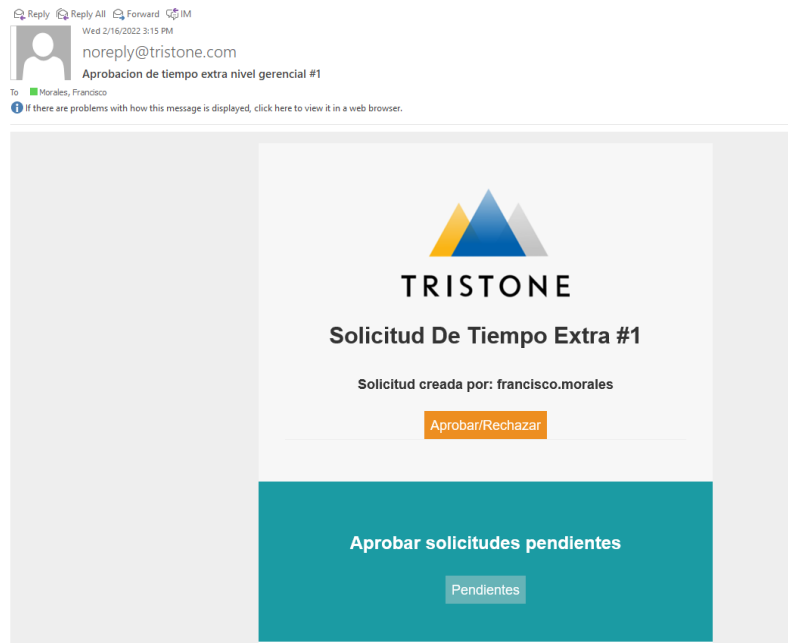 Reply Reply All Forward IM
Wed 2/16/2022 3:15 PM
noreply@tristone.com
Aprobacion de tiempo extra nivel gerencial #1
To Morales, Francisco
If there are problems with how this message is displayed, click here to view it in a web browser.
TRISTONE
Solicitud De Tiempo Extra #1
Solicitud creada por: francisco.morales
Aprobar/Rechazar
Aprobar solicitudes pendientes
Pendientes